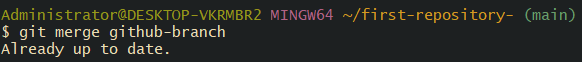 Administrator@DESKTOP-VKRMBR2 MINGW64 ~/first-repository- (main)
$ git merge github-branch
Already up to date.